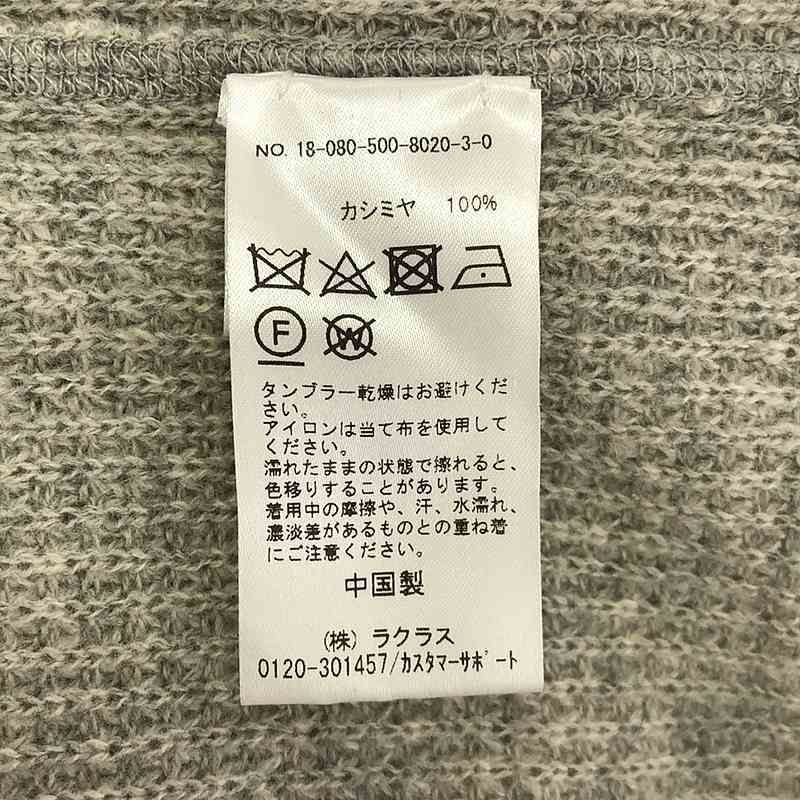 NO. 18-080-500-8020-3-0
カシミヤ 100%
F
W
タンブラー乾燥はお避けくだ
さい。
アイロンは当て布を使用して
ください。
濡れたままの状態で擦れると、
色移りすることがあります。
着用中の摩擦や、汗、水濡れ、
濃淡差があるものとの重ね着
にご注意ください。
中国製
(株) ラクラス
0120-301457/カスタマーサポート